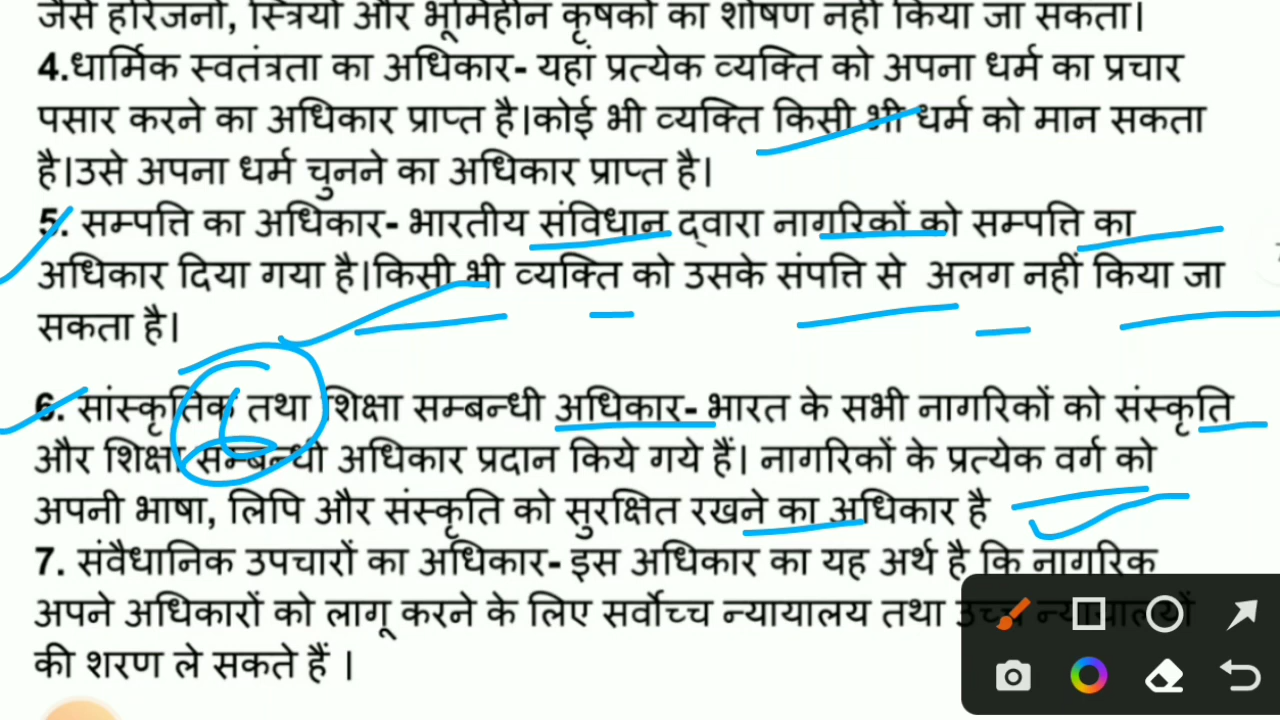 जैसे हरिजनों, स्त्रियों और भूमिहीन कृषकों का शोषण नहीं किया जा सकता।
4.धार्मिक स्वतंत्रता का अधिकार- यहां प्रत्येक व्यक्ति को अपना धर्म का प्रचार
पसार करने का अधिकार प्राप्त है।कोई भी व्यक्ति किसी भी धर्म को मान सकता
है।उसे अपना धर्म चुनने का अधिकार प्राप्त है।
5. सम्पत्ति का अधिकार- भारतीय संविधान द्वारा नागरिकों को सम्पत्ति का
अधिकार दिया गया है।किसी भी व्यक्ति को उसके संपत्ति से अलग नहीं किया जा
सकता है।
6. सांस्कृतिक तथा शिक्षा सम्बन्धी अधिकार- भारत के सभी नागरिकों को संस्कृति
और शिक्षा सम्बन्धी अधिकार प्रदान किये गये हैं। नागरिकों के प्रत्येक वर्ग को
अपनी भाषा, लिपि और संस्कृति को सुरक्षित रखने का अधिकार है
7. संवैधानिक उपचारों का अधिकार- इस अधिकार का यह अर्थ है कि नागरिक
अपने अधिकारों को लागू करने के लिए सर्वोच्च न्यायालय तथा उच्च न्यायालयों
की शरण ले सकते हैं ।